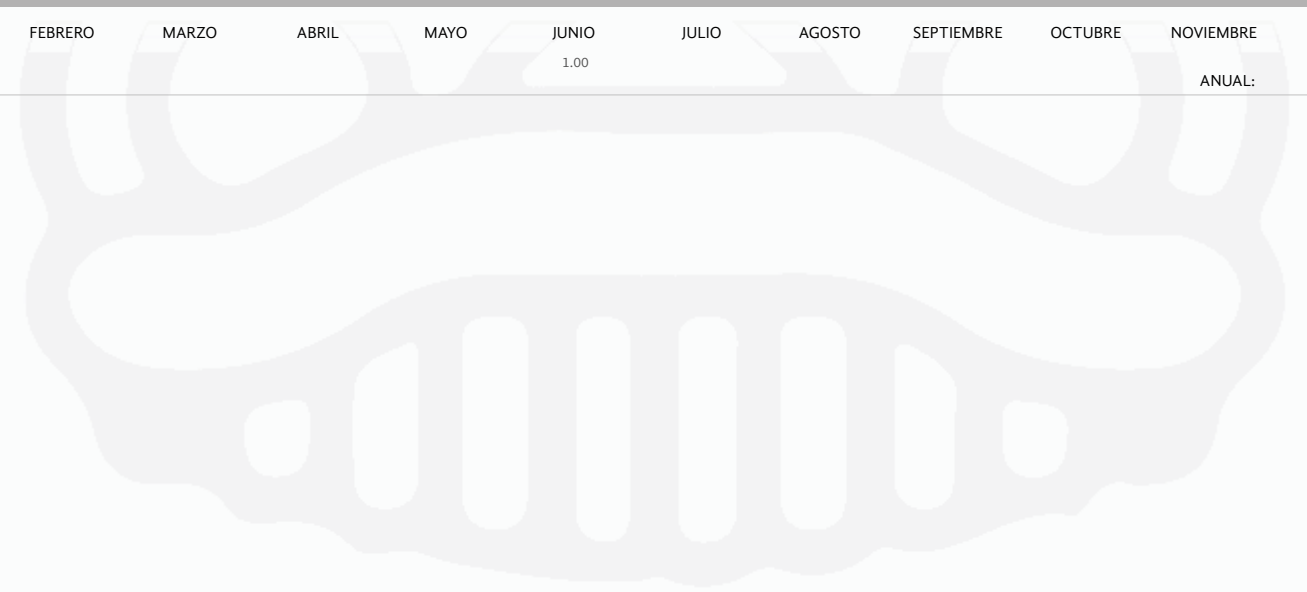 FEBRERO MARZO ABRIL MAYO JUNIO JULIO AGOSTO SEPTIEMBRE OCTUBRE NOVIEMBRE
1.00
ANUAL: